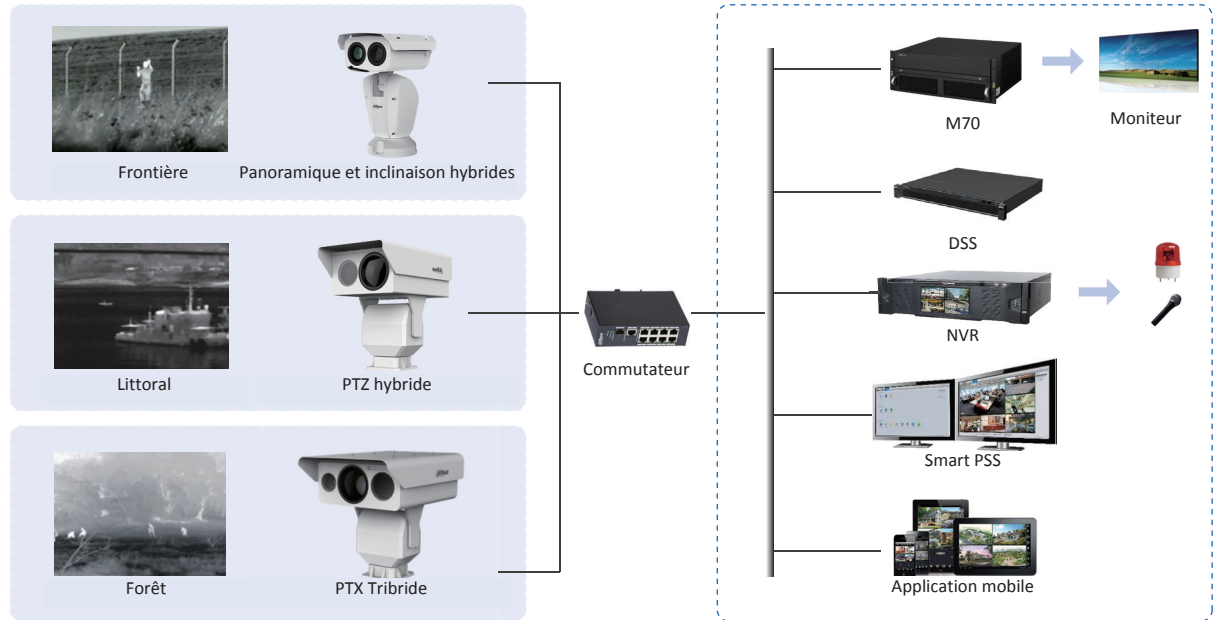 Frontière
Panoramique et inclinaison hybrides
Littoral
PTZ hybride
Forêt
PTX Tribride
Commutateur
M70
Moniteur
DSS
NVR
Smart PSS
Application mobile